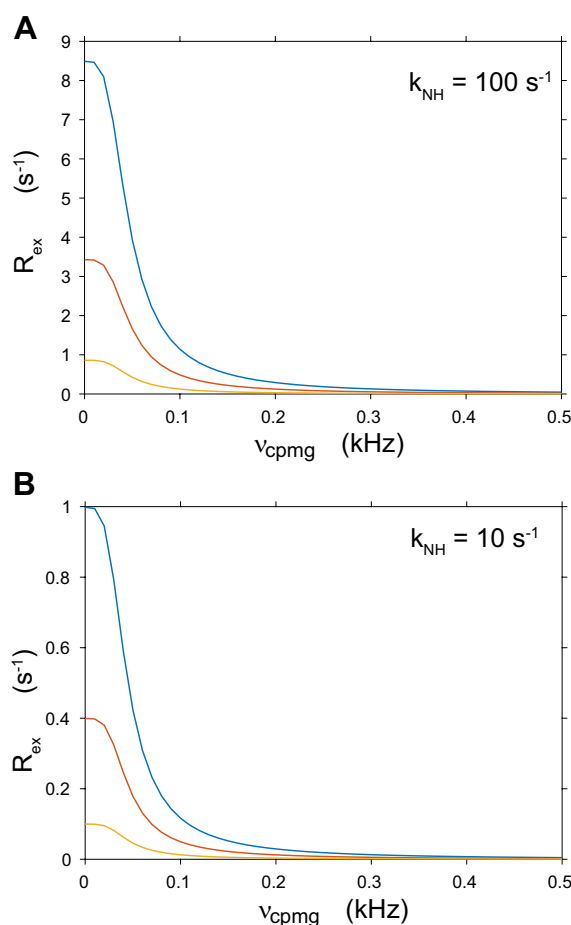 A
k_NH = 100 s⁻¹
9
8
7
6
5
4
3
2
1
0
R_ex (s⁻¹)
0 0.1 0.2 0.3 0.4 0.5
ν_cpmg (kHz)
B
k_NH = 10 s⁻¹
1
0.8
0.6
0.4
0.2
0
R_ex (s⁻¹)
0 0.1 0.2 0.3 0.4 0.5
ν_cpmg (kHz)